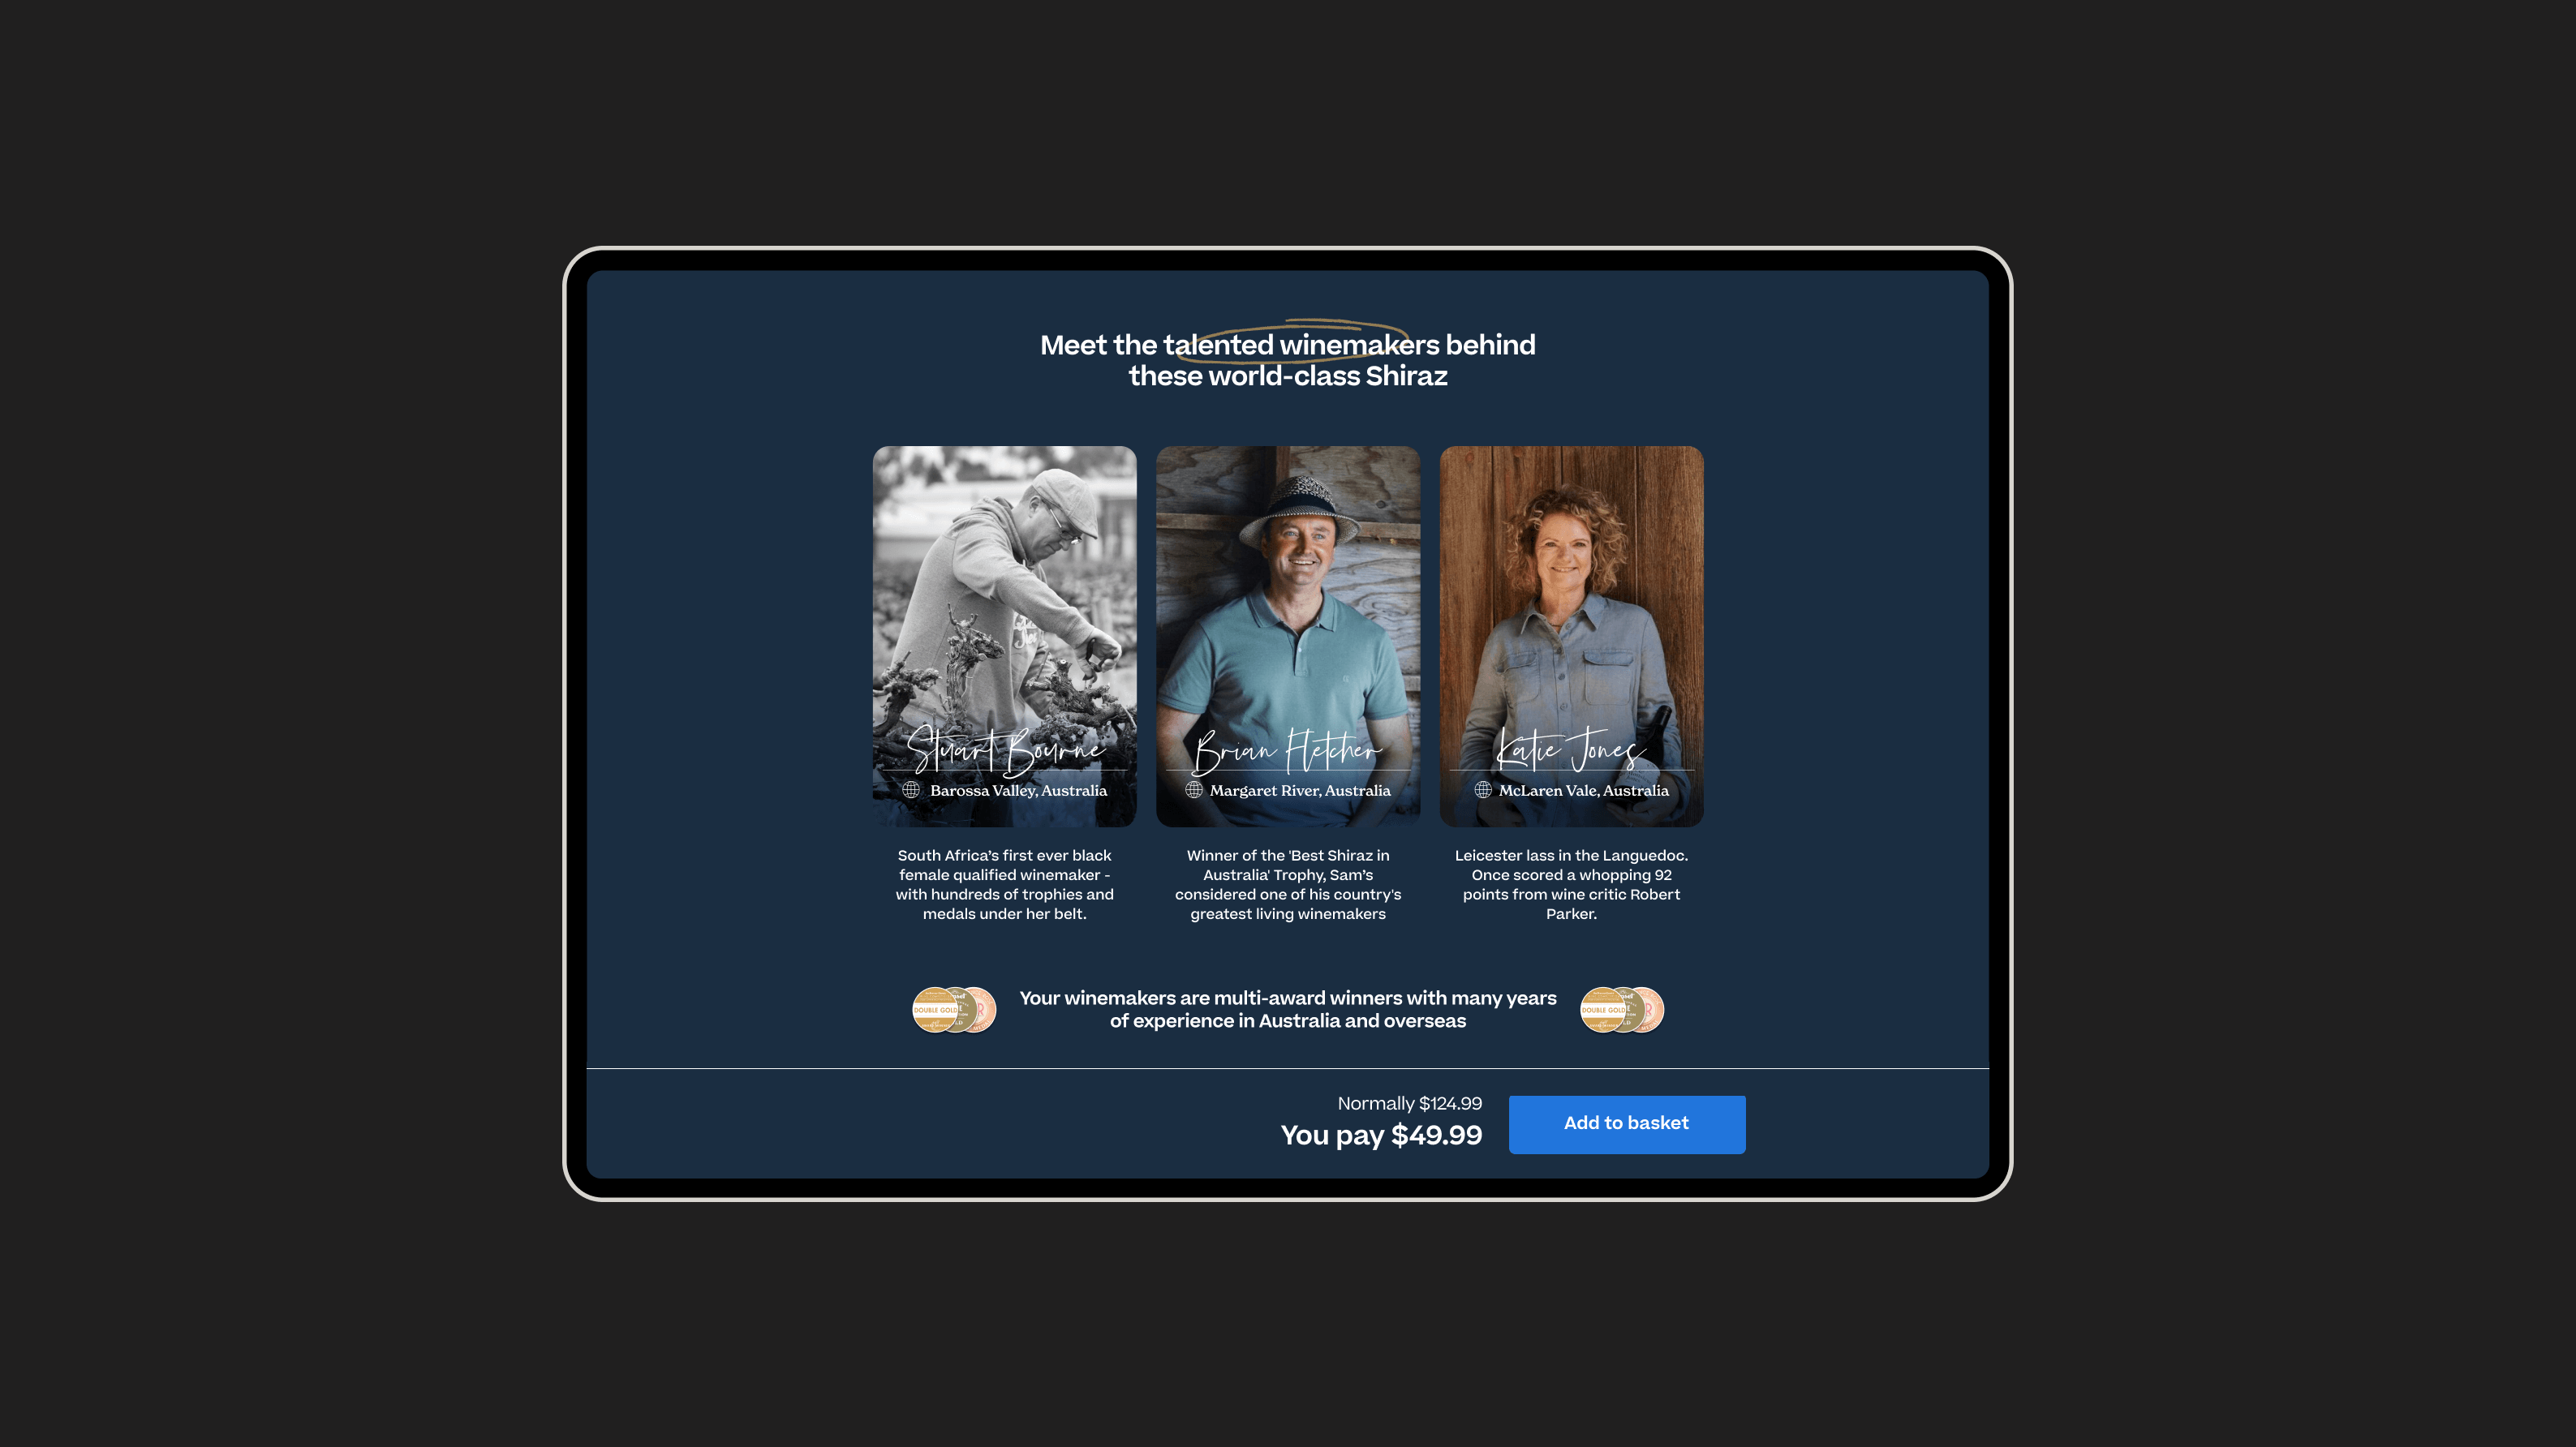 Meet the talented winemakers behind
these world-class Shiraz
Stuart Bourne
Barossa Valley, Australia
South Africa’s first ever black
female qualified winemaker -
with hundreds of trophies and
medals under her belt.
Brian Fletcher
Margaret River, Australia
Winner of the 'Best Shiraz in
Australia' Trophy, Sam’s
considered one of his country's
greatest living winemakers
Katie Jones
McLaren Vale, Australia
Leicester lass in the Languedoc.
Once scored a whopping 92
points from wine critic Robert
Parker.
DOUBLE GOLD
Your winemakers are multi-award winners with many years
of experience in Australia and overseas
DOUBLE GOLD
Normally $124.99
You pay $49.99
Add to basket